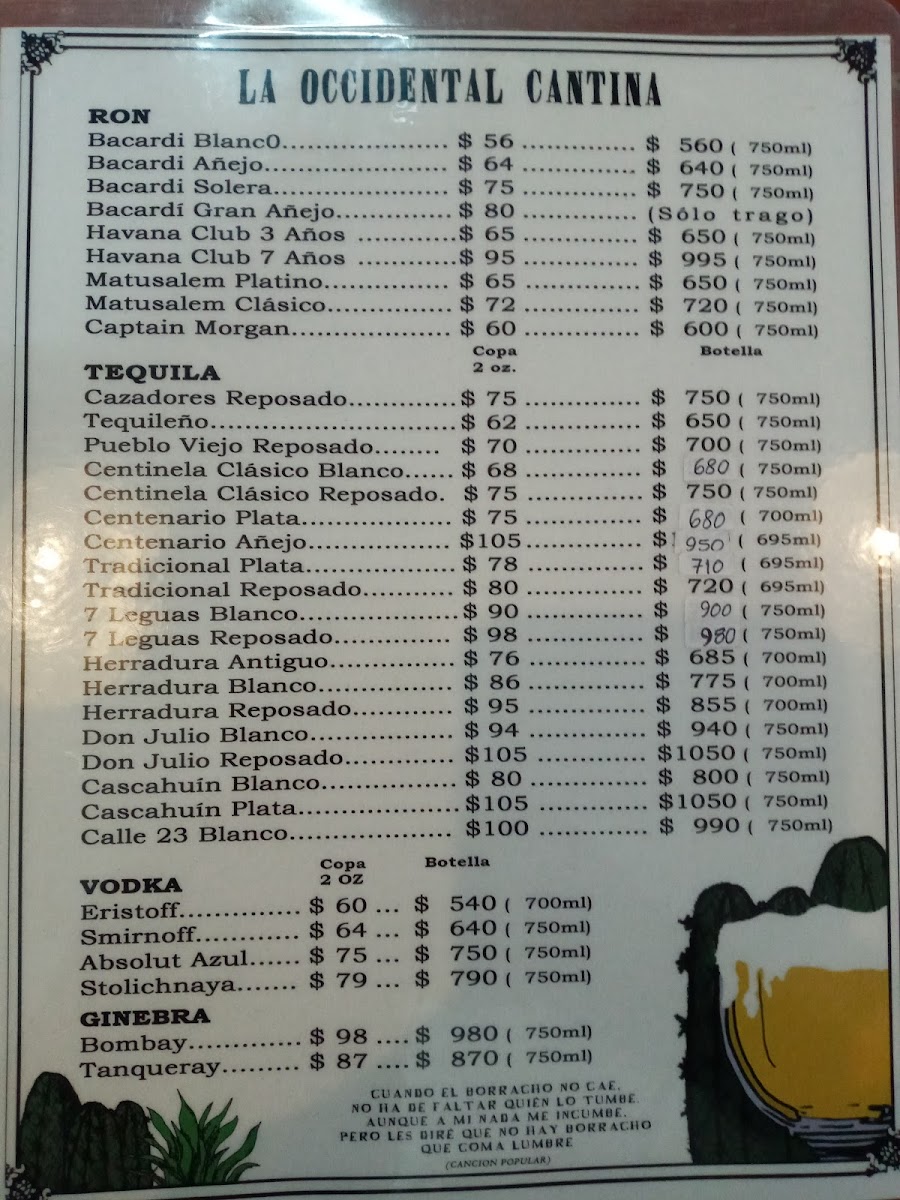 LA OCCIDENTAL CANTINA
RON
Bacardi Blanc0..................... $ 56 .............. $ 560 ( 750ml)
Bacardi Añejo....................... $ 64 .............. $ 640 ( 750ml)
Bacardi Solera...................... $ 75 .............. $ 750 ( 750ml)
Bacardí Gran Añejo.............. $ 80 .............. (Sólo trago)
Havana Club 3 Años ............ $ 65 .............. $ 650 ( 750ml)
Havana Club 7 Años ............ $ 95 .............. $ 995 ( 750ml)
Matusalem Platino................ $ 65 .............. $ 650 ( 750ml)
Matusalem Clásico................ $ 72 .............. $ 720 ( 750ml)
Captain Morgan.................... $ 60 .............. $ 600 ( 750ml)
Copa Botella
TEQUILA 2 oz.
Cazadores Reposado............. $ 75 .............. $ 750 ( 750ml)
Tequileño.............................. $ 62 .............. $ 650 ( 750ml)
Pueblo Viejo Reposado........ $ 70 .............. $ 700 ( 750ml)
Centinela Clásico Blanco...... $ 68 .............. $ 680 ( 750ml)
Centinela Clásico Reposado. $ 75 .............. $ 750 ( 750ml)
Centenario Plata................... $ 75 .............. $ 680 ( 700ml)
Centenario Añejo.................. $105 .............. $ 950 ( 695ml)
Tradicional Plata................... $ 78 .............. $ 710 ( 695ml)
Tradicional Reposado........... $ 80 .............. $ 720 ( 695ml)
7 Leguas Blanco.................... $ 90 .............. $ 900 ( 750ml)
7 Leguas Reposado............... $ 98 .............. $ 980 ( 750ml)
Herradura Antiguo............... $ 76 .............. $ 685 ( 700ml)
Herradura Blanco................. $ 86 .............. $ 775 ( 700ml)
Herradura Reposado............ $ 95 .............. $ 855 ( 700ml)
Don Julio Blanco.................. $ 94 .............. $ 940 ( 750ml)
Don Julio Reposado............. $105 ............. $1050 ( 750ml)
Cascahuín Blanco................. $ 80 ............. $ 800 ( 750ml)
Cascahuín Plata.................... $105 ............. $1050 ( 750ml)
Calle 23 Blanco.................... $100 ............. $ 990 ( 750ml)
Copa Botella
VODKA 2 OZ
Eristoff.............. $ 60 ... $ 540 ( 700ml)
Smirnoff............ $ 64 ... $ 640 ( 750ml)
Absolut Azul...... $ 75 ... $ 750 ( 750ml)
Stolichnaya....... $ 79 ... $ 790 ( 750ml)
GINEBRA
Bombay............. $ 98 .... $ 980 ( 750ml)
Tanqueray......... $ 87 .... $ 870 ( 750ml)
CUANDO EL BORRACHO NO CAE,
NO HA DE FALTAR QUIÉN LO TUMBE.
AUNQUE A MI NADA ME INCUMBE,
PERO LES DIRÉ QUE NO HAY BORRACHO
QUE COMA LUMBRE
(CANCION POPULAR)